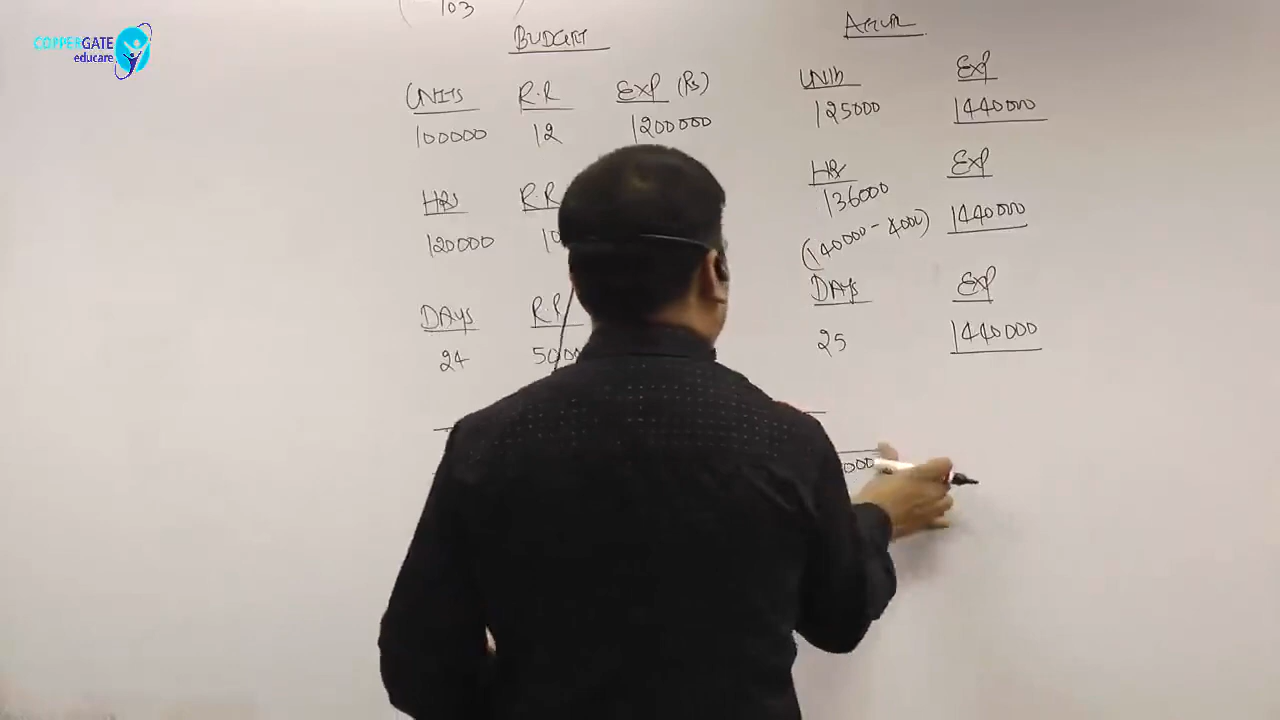 COPPERGATE
educare
103
BUDGET
UNITS R.R EXP (Rs)
100000 12 1200000
HRS R.R
120000 10
DAYS R.R
24 5000
ACTUAL
UNITS EXP
125000 1440000
HRS EXP
136000 1440000
(140000 - 4000)
DAYS EXP
25 1440000